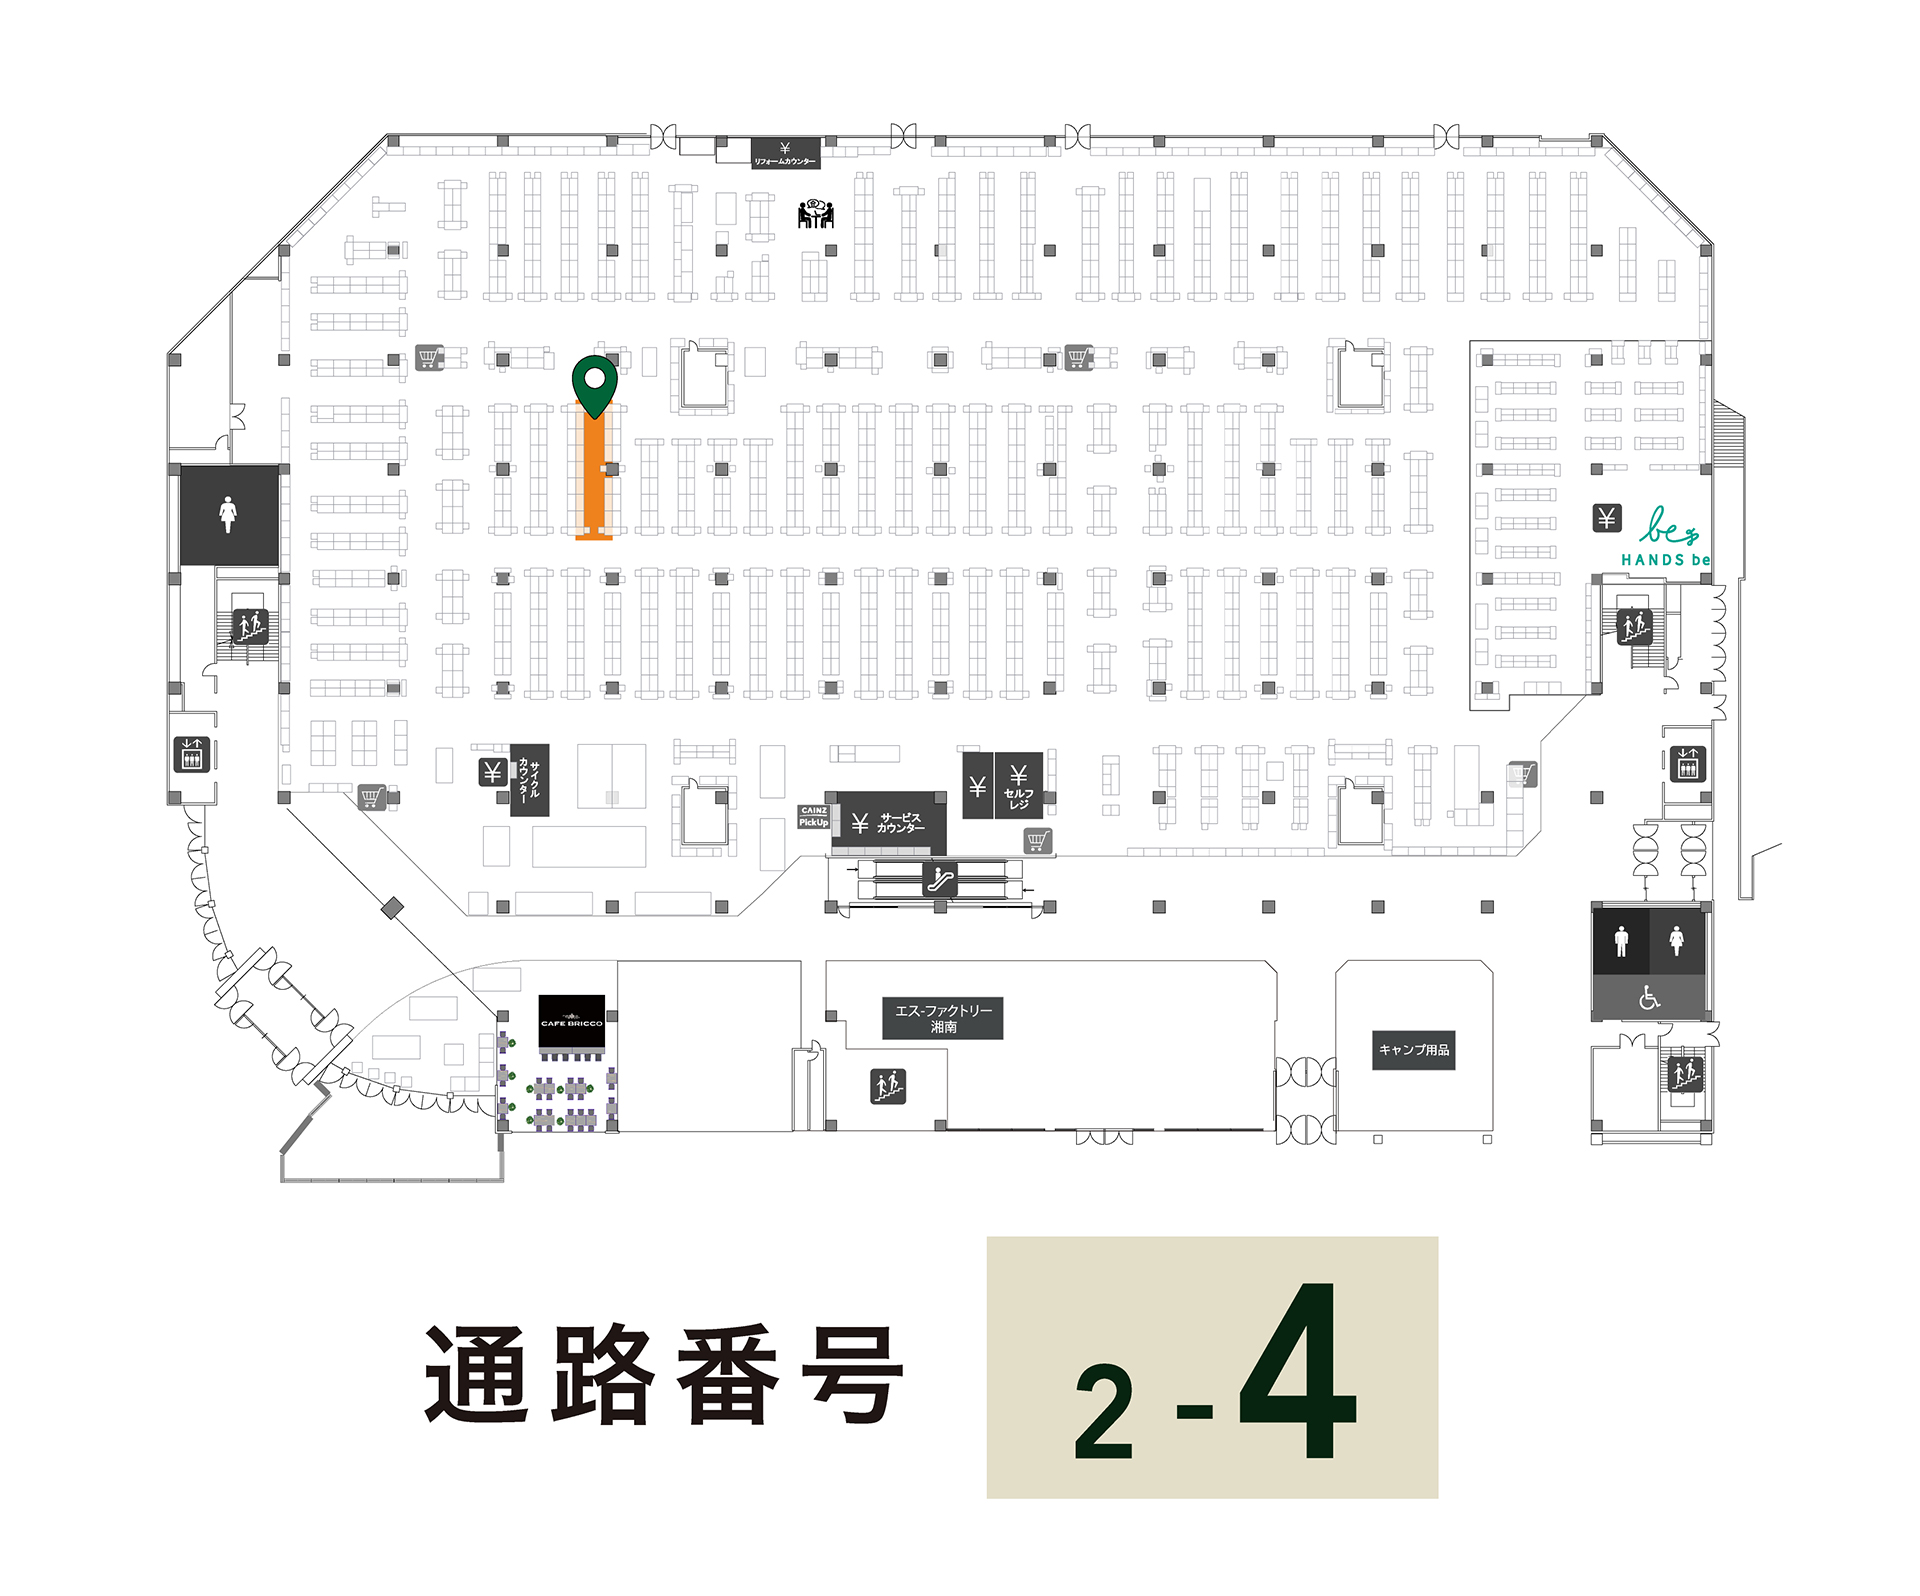 ¥
リフォームカウンター
¥
be
HANDS be
¥
サイクル
カウンター
CAINZ
PickUp
¥
サービス
カウンター
¥
¥
セルフ
レジ
CAFE BRICCO
エス-ファクトリー
湘南
キャンプ用品
通路番号
2-4